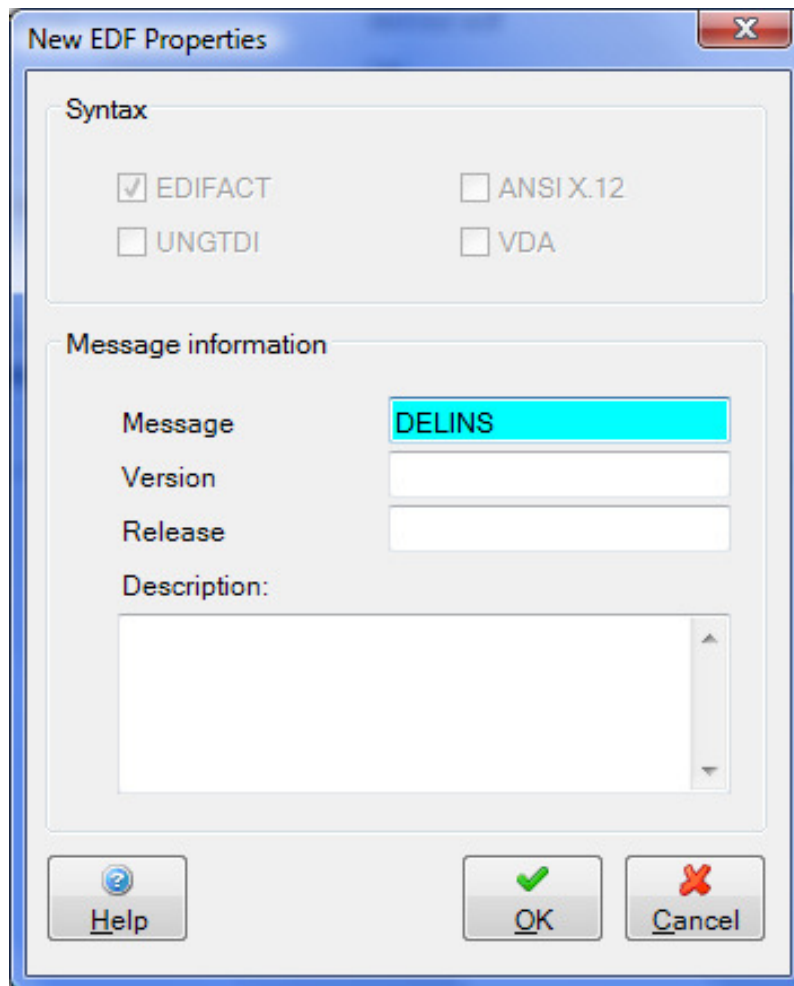 New EDF Properties
Syntax
EDIFACT ANSI X.12
UNGTDI VDA
Message information
Message DELINS
Version
Release
Description:
Help OK Cancel